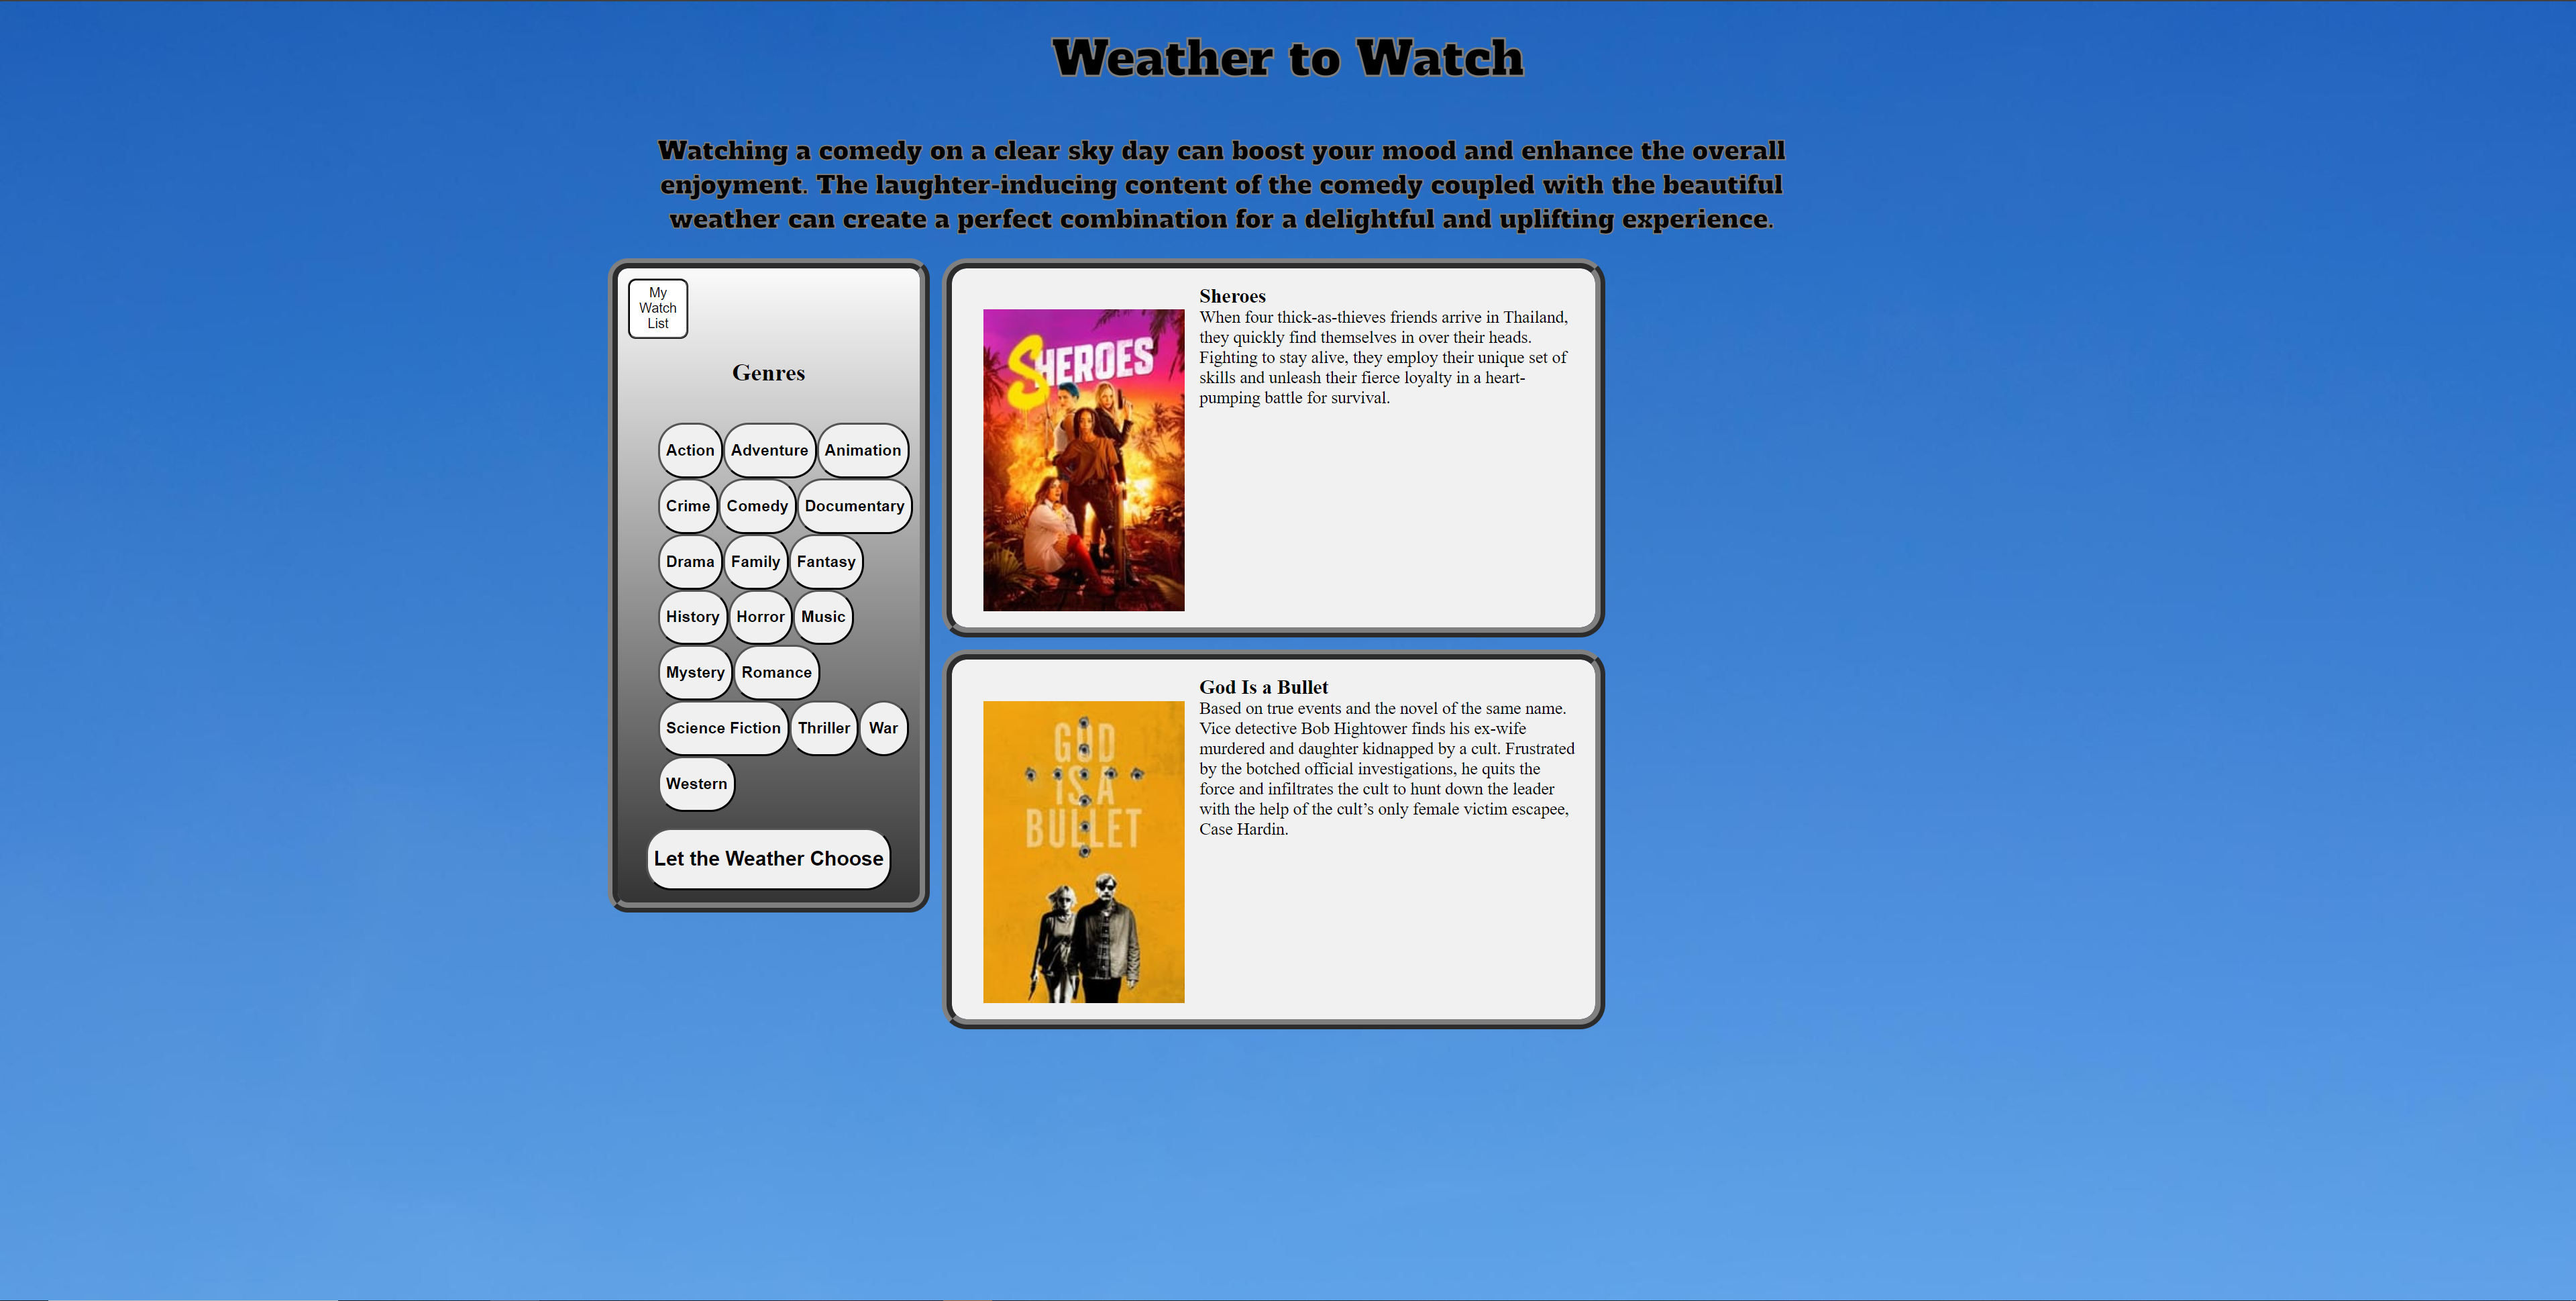 Weather to Watch
Watching a comedy on a clear sky day can boost your mood and enhance the overall
enjoyment. The laughter-inducing content of the comedy coupled with the beautiful
weather can create a perfect combination for a delightful and uplifting experience.
My
Watch
List
Genres
Action Adventure Animation
Crime Comedy Documentary
Drama Family Fantasy
History Horror Music
Mystery Romance
Science Fiction Thriller War
Western
Let the Weather Choose
SHEROES
Sheroes
When four thick-as-thieves friends arrive in Thailand,
they quickly find themselves in over their heads.
Fighting to stay alive, they employ their unique set of
skills and unleash their fierce loyalty in a heart-
pumping battle for survival.
GOD
IS A
BULLET
God Is a Bullet
Based on true events and the novel of the same name.
Vice detective Bob Hightower finds his ex-wife
murdered and daughter kidnapped by a cult. Frustrated
by the botched official investigations, he quits the
force and infiltrates the cult to hunt down the leader
with the help of the cult’s only female victim escapee,
Case Hardin.